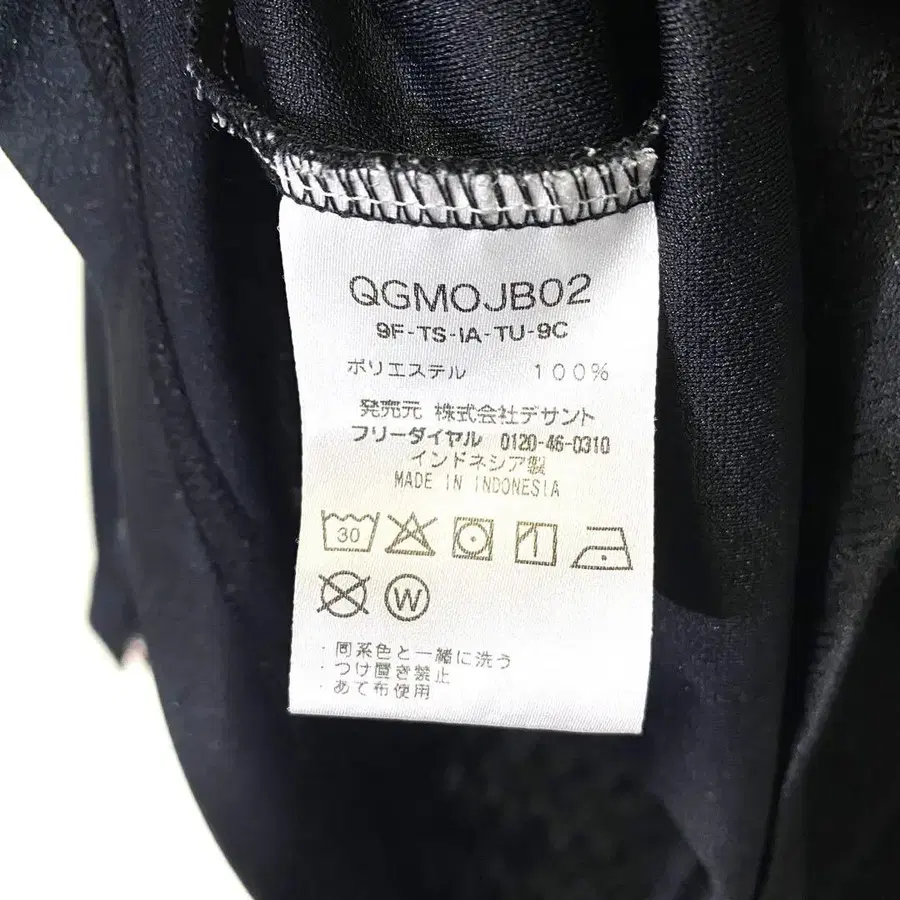 QGMOJB02
9F-TS-IA-TU-9C
ポリエステル 100%
発売元 株式会社デサント
フリーダイヤル 0120-46-0310
インドネシア製
MADE IN INDONESIA
30
W
・同系色と一緒に洗う
・つけ置き禁止
・あて布使用